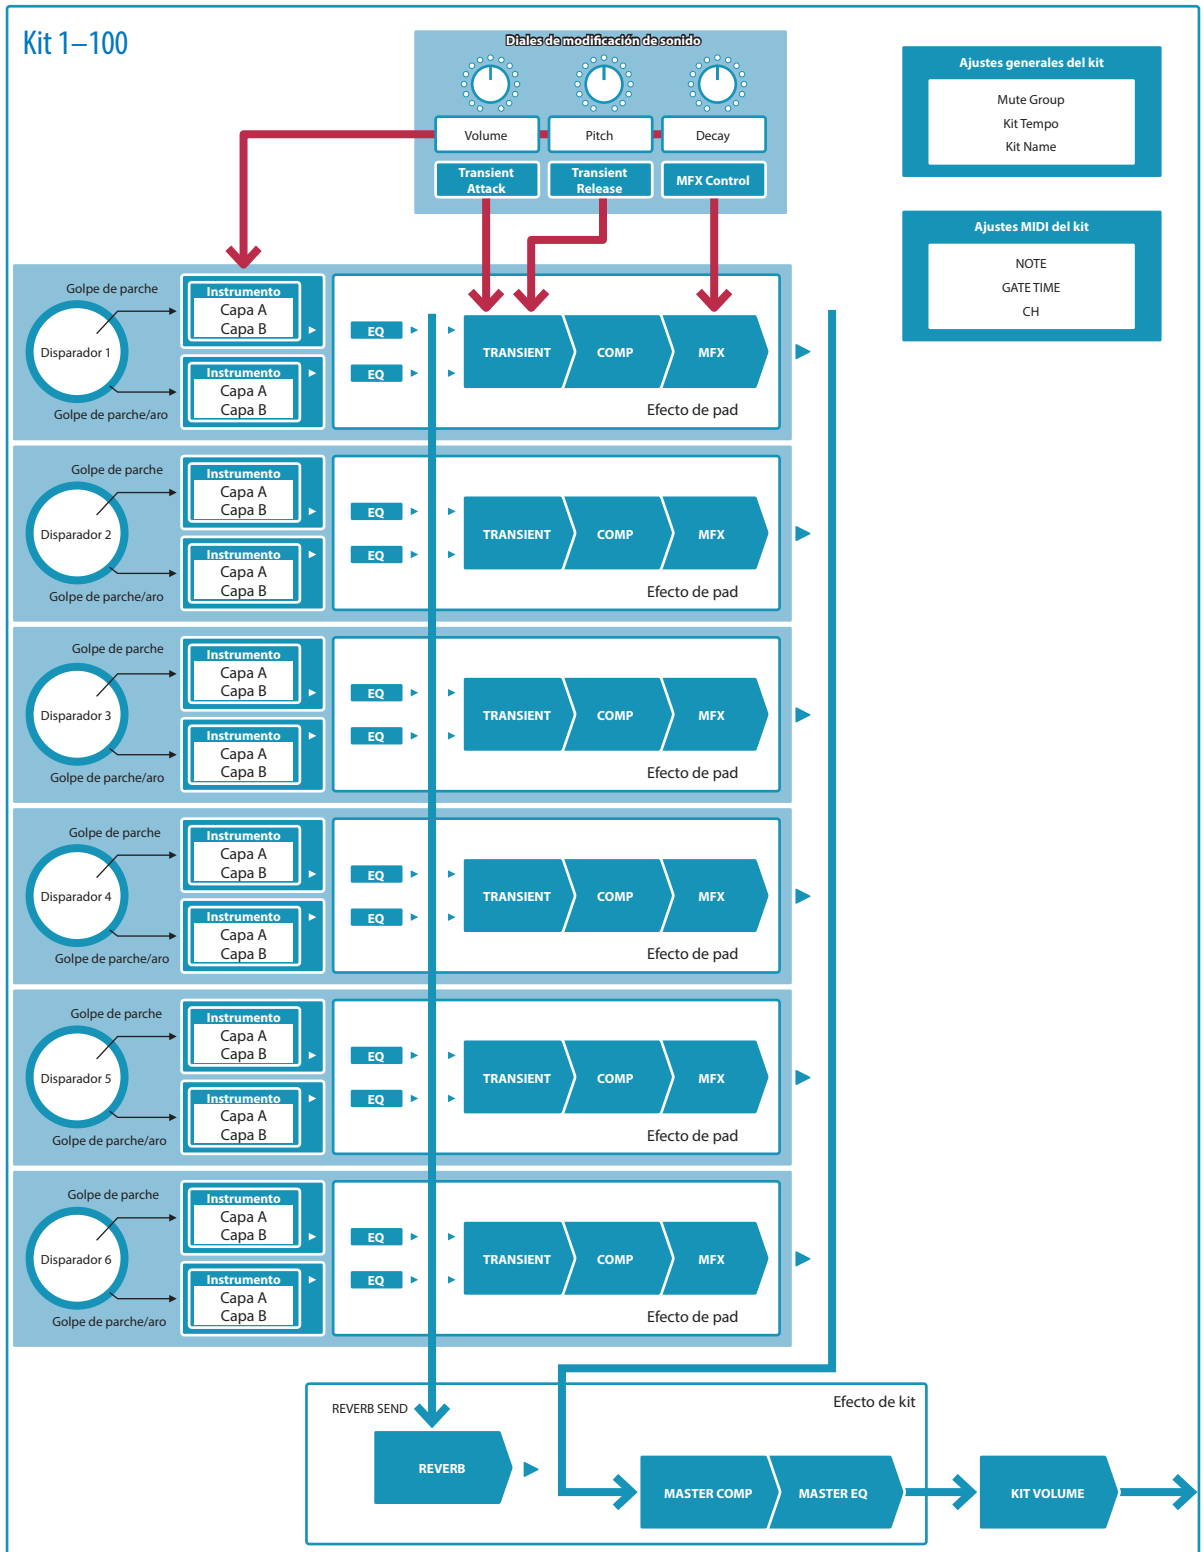 Kit 1–100
Diales de modificación de sonido
Volume
Pitch
Decay
Transient
Attack
Transient
Release
MFX Control
Ajustes generales del kit
Mute Group
Kit Tempo
Kit Name
Ajustes MIDI del kit
NOTE
GATE TIME
CH
Golpe de parche
Disparador 1
Golpe de parche/aro
Instrumento
Capa A
Capa B
Instrumento
Capa A
Capa B
EQ
EQ
TRANSIENT
COMP
MFX
Efecto de pad
Golpe de parche
Disparador 2
Golpe de parche/aro
Instrumento
Capa A
Capa B
Instrumento
Capa A
Capa B
EQ
EQ
TRANSIENT
COMP
MFX
Efecto de pad
Golpe de parche
Disparador 3
Golpe de parche/aro
Instrumento
Capa A
Capa B
Instrumento
Capa A
Capa B
EQ
EQ
TRANSIENT
COMP
MFX
Efecto de pad
Golpe de parche
Disparador 4
Golpe de parche/aro
Instrumento
Capa A
Capa B
Instrumento
Capa A
Capa B
EQ
EQ
TRANSIENT
COMP
MFX
Efecto de pad
Golpe de parche
Disparador 5
Golpe de parche/aro
Instrumento
Capa A
Capa B
Instrumento
Capa A
Capa B
EQ
EQ
TRANSIENT
COMP
MFX
Efecto de pad
Golpe de parche
Disparador 6
Golpe de parche/aro
Instrumento
Capa A
Capa B
Instrumento
Capa A
Capa B
EQ
EQ
TRANSIENT
COMP
MFX
Efecto de pad
REVERB SEND
Efecto de kit
REVERB
MASTER COMP
MASTER EQ
KIT VOLUME